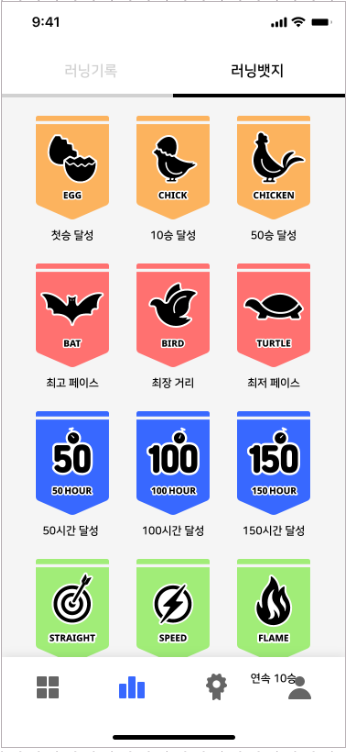 9:41
러닝기록
러닝뱃지
EGG
CHICK
CHICKEN
첫승 달성
10승 달성
50승 달성
BAT
BIRD
TURTLE
최고 페이스
최장 거리
최저 페이스
50
100
150
50 HOUR
100 HOUR
150 HOUR
50시간 달성
100시간 달성
150시간 달성
STRAIGHT
SPEED
FLAME
연속 10승